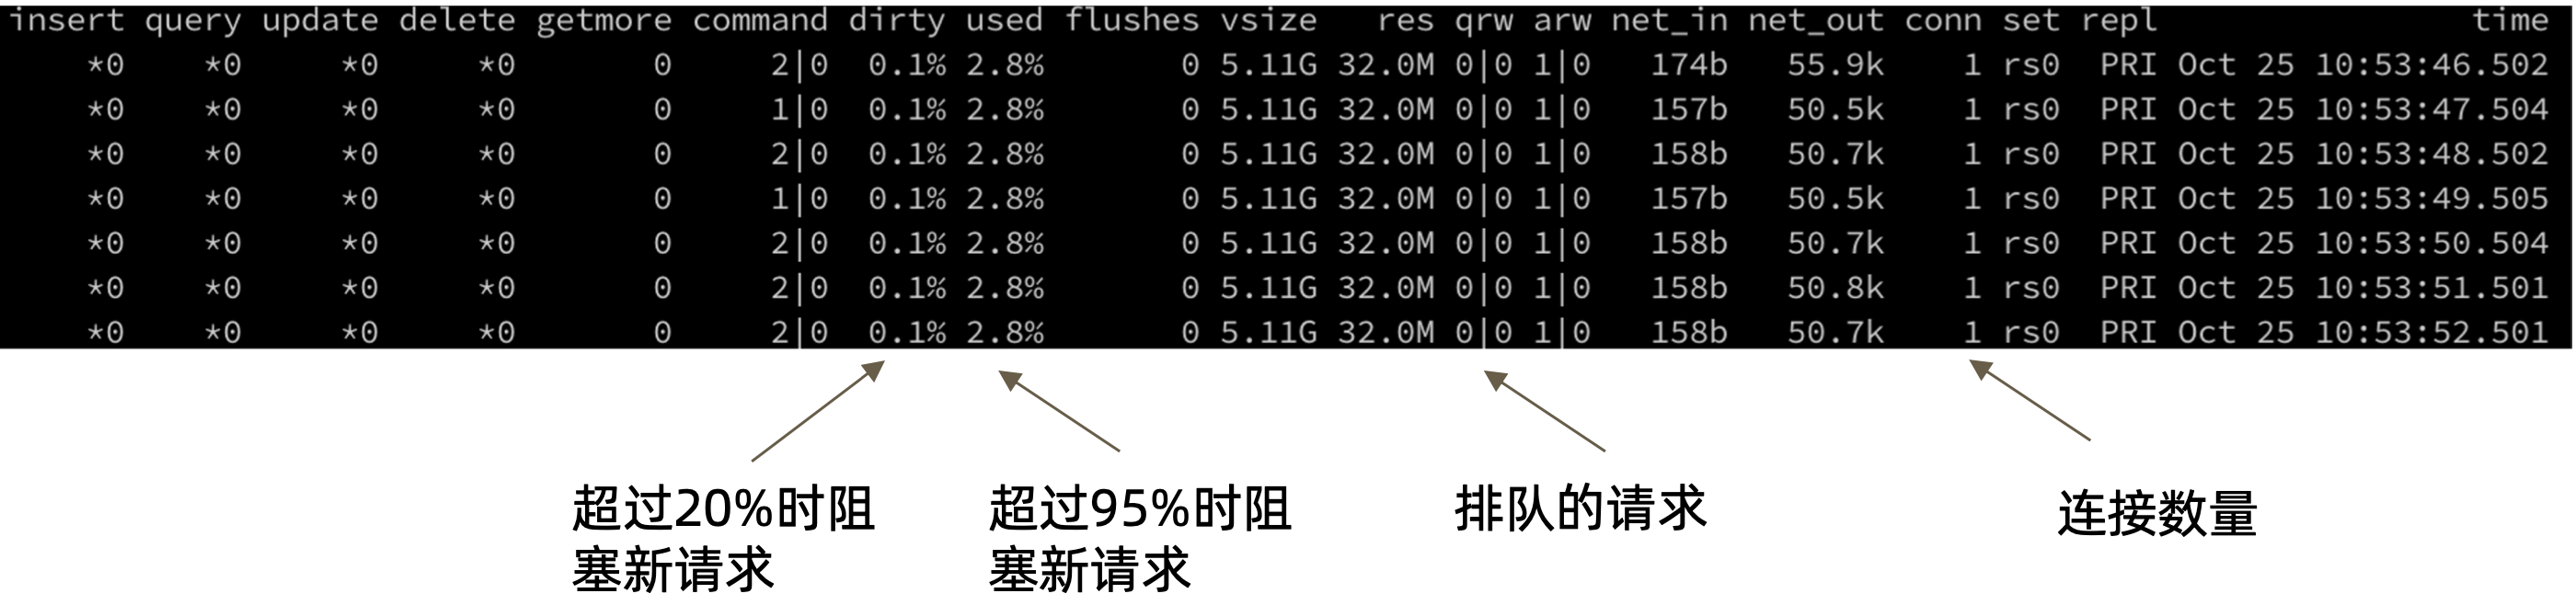 insert query update delete getmore command dirty used flushes vsize res qrw arw net_in net_out conn set repl time
*0 *0 *0 *0 0 2|0 0.1% 2.8% 0 5.11G 32.0M 0|0 1|0 174b 55.9k 1 rs0 PRI Oct 25 10:53:46.502
*0 *0 *0 *0 0 1|0 0.1% 2.8% 0 5.11G 32.0M 0|0 1|0 157b 50.5k 1 rs0 PRI Oct 25 10:53:47.504
*0 *0 *0 *0 0 2|0 0.1% 2.8% 0 5.11G 32.0M 0|0 1|0 158b 50.7k 1 rs0 PRI Oct 25 10:53:48.502
*0 *0 *0 *0 0 1|0 0.1% 2.8% 0 5.11G 32.0M 0|0 1|0 157b 50.5k 1 rs0 PRI Oct 25 10:53:49.505
*0 *0 *0 *0 0 2|0 0.1% 2.8% 0 5.11G 32.0M 0|0 1|0 158b 50.7k 1 rs0 PRI Oct 25 10:53:50.504
*0 *0 *0 *0 0 2|0 0.1% 2.8% 0 5.11G 32.0M 0|0 1|0 158b 50.8k 1 rs0 PRI Oct 25 10:53:51.501
*0 *0 *0 *0 0 2|0 0.1% 2.8% 0 5.11G 32.0M 0|0 1|0 158b 50.7k 1 rs0 PRI Oct 25 10:53:52.501
超过20%时阻
塞新请求
超过95%时阻
塞新请求
排队的请求
连接数量